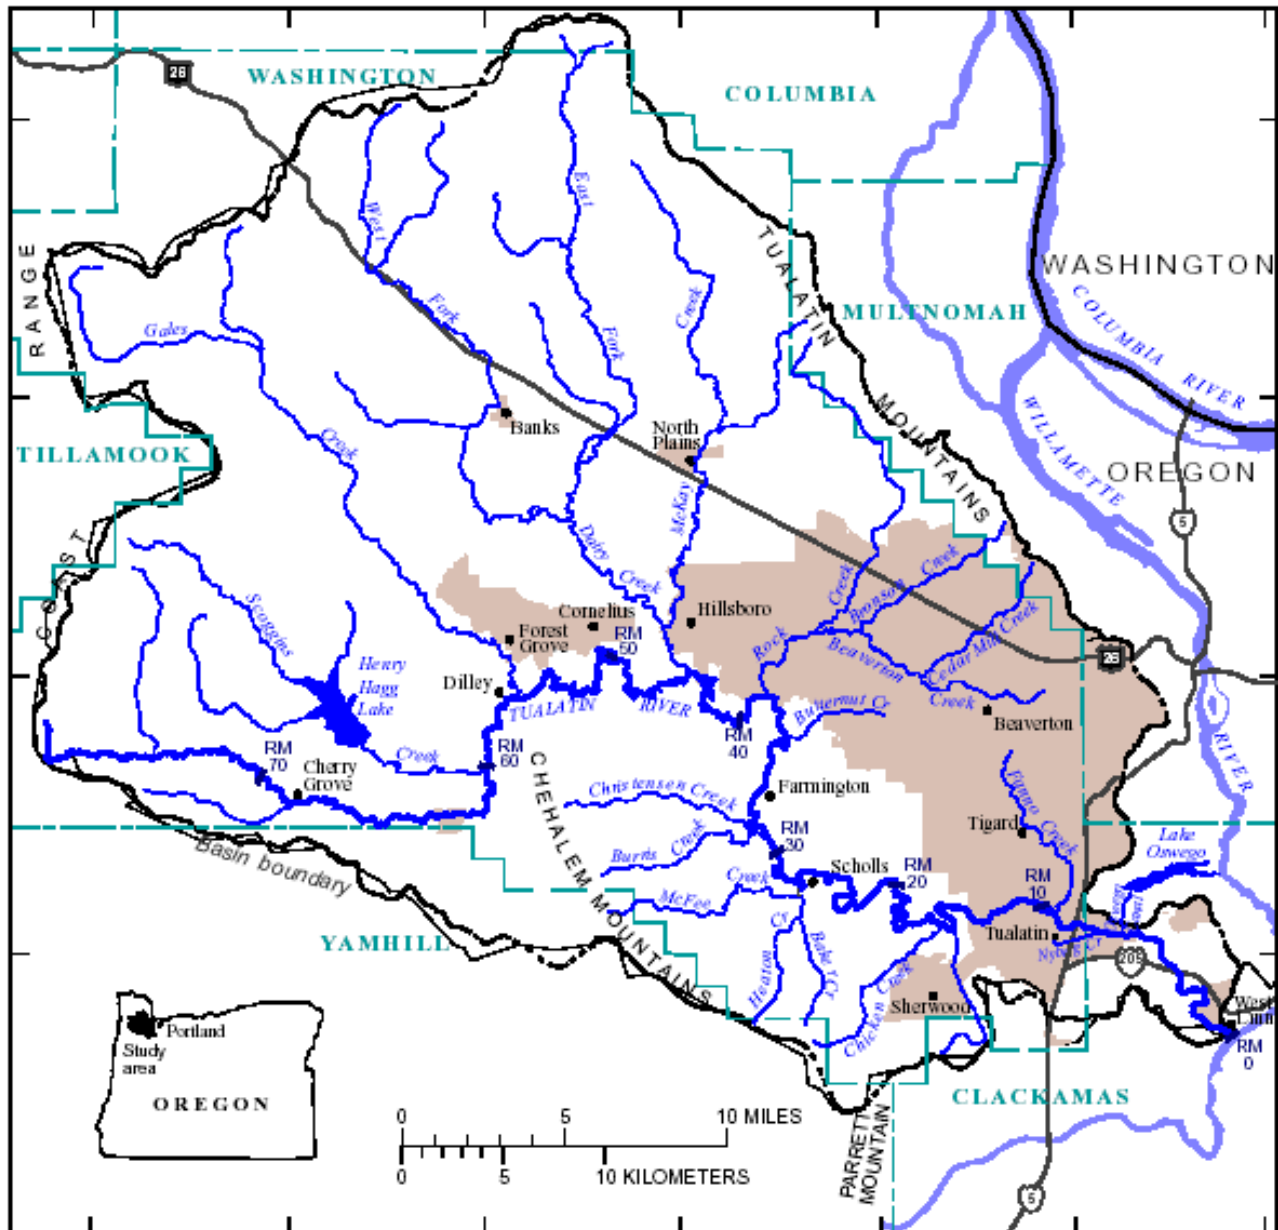 26
WASHINGTON
COLUMBIA
West
East
TUALATIN
RANGE
WASHINGTON
COLUMBIA
RIVER
MULTNOMAH
Gales
Fork
Fork
Creek
MOUNTAINS
WILLAMETTE
RIVER
Banks
North
Plains
TILLAMOOK
OREGON
5
Creek
McKay
COAST
Dairy
Creek
Creek
Bronson
Creek
Scoggins
Cornelius
Hillsboro
Forest
Grove
RM
50
Rock
Cedar Mill
Creek
26
Henry
Hagg
Lake
Beaverton
Creek
Dilley
TUALATIN
RIVER
Butternut Cr
Beaverton
RM
40
RM
70
Cherry
Grove
Creek
RM
60
CHEHALEM MOUNTAINS
Christensen Creek
Farmington
Fanno Creek
Tigard
Lake
Oswego
Basin boundary
Burris
Creek
RM
30
Scholls
RM
20
RM
10
McFee
Creek
Tualatin
Nyberg Cr
205
YAMHILL
Heaton
Cr
Baker Cr
Chicken Creek
Sherwood
West
Linn
RM
0
Portland
Study
area
OREGON
CLACKAMAS
0
5
10 MILES
0
5
10 KILOMETERS
PARRETT
MOUNTAIN
5